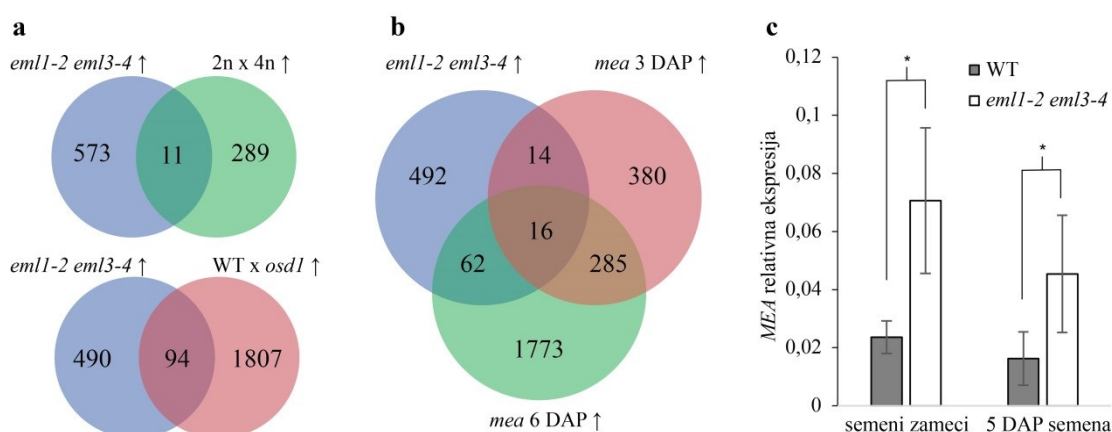 a
eml1-2 eml3-4 ↑ 2n x 4n ↑
573 11 289
eml1-2 eml3-4 ↑ WT x osd1 ↑
490 94 1807
b
eml1-2 eml3-4 ↑ mea 3 DAP ↑
492 14 380
16
62 285
1773
mea 6 DAP ↑
c
MEA relativna ekspresija
0,12
0,1
0,08
0,06
0,04
0,02
0
WT
eml1-2 eml3-4
*
*
semeni zameci 5 DAP semena